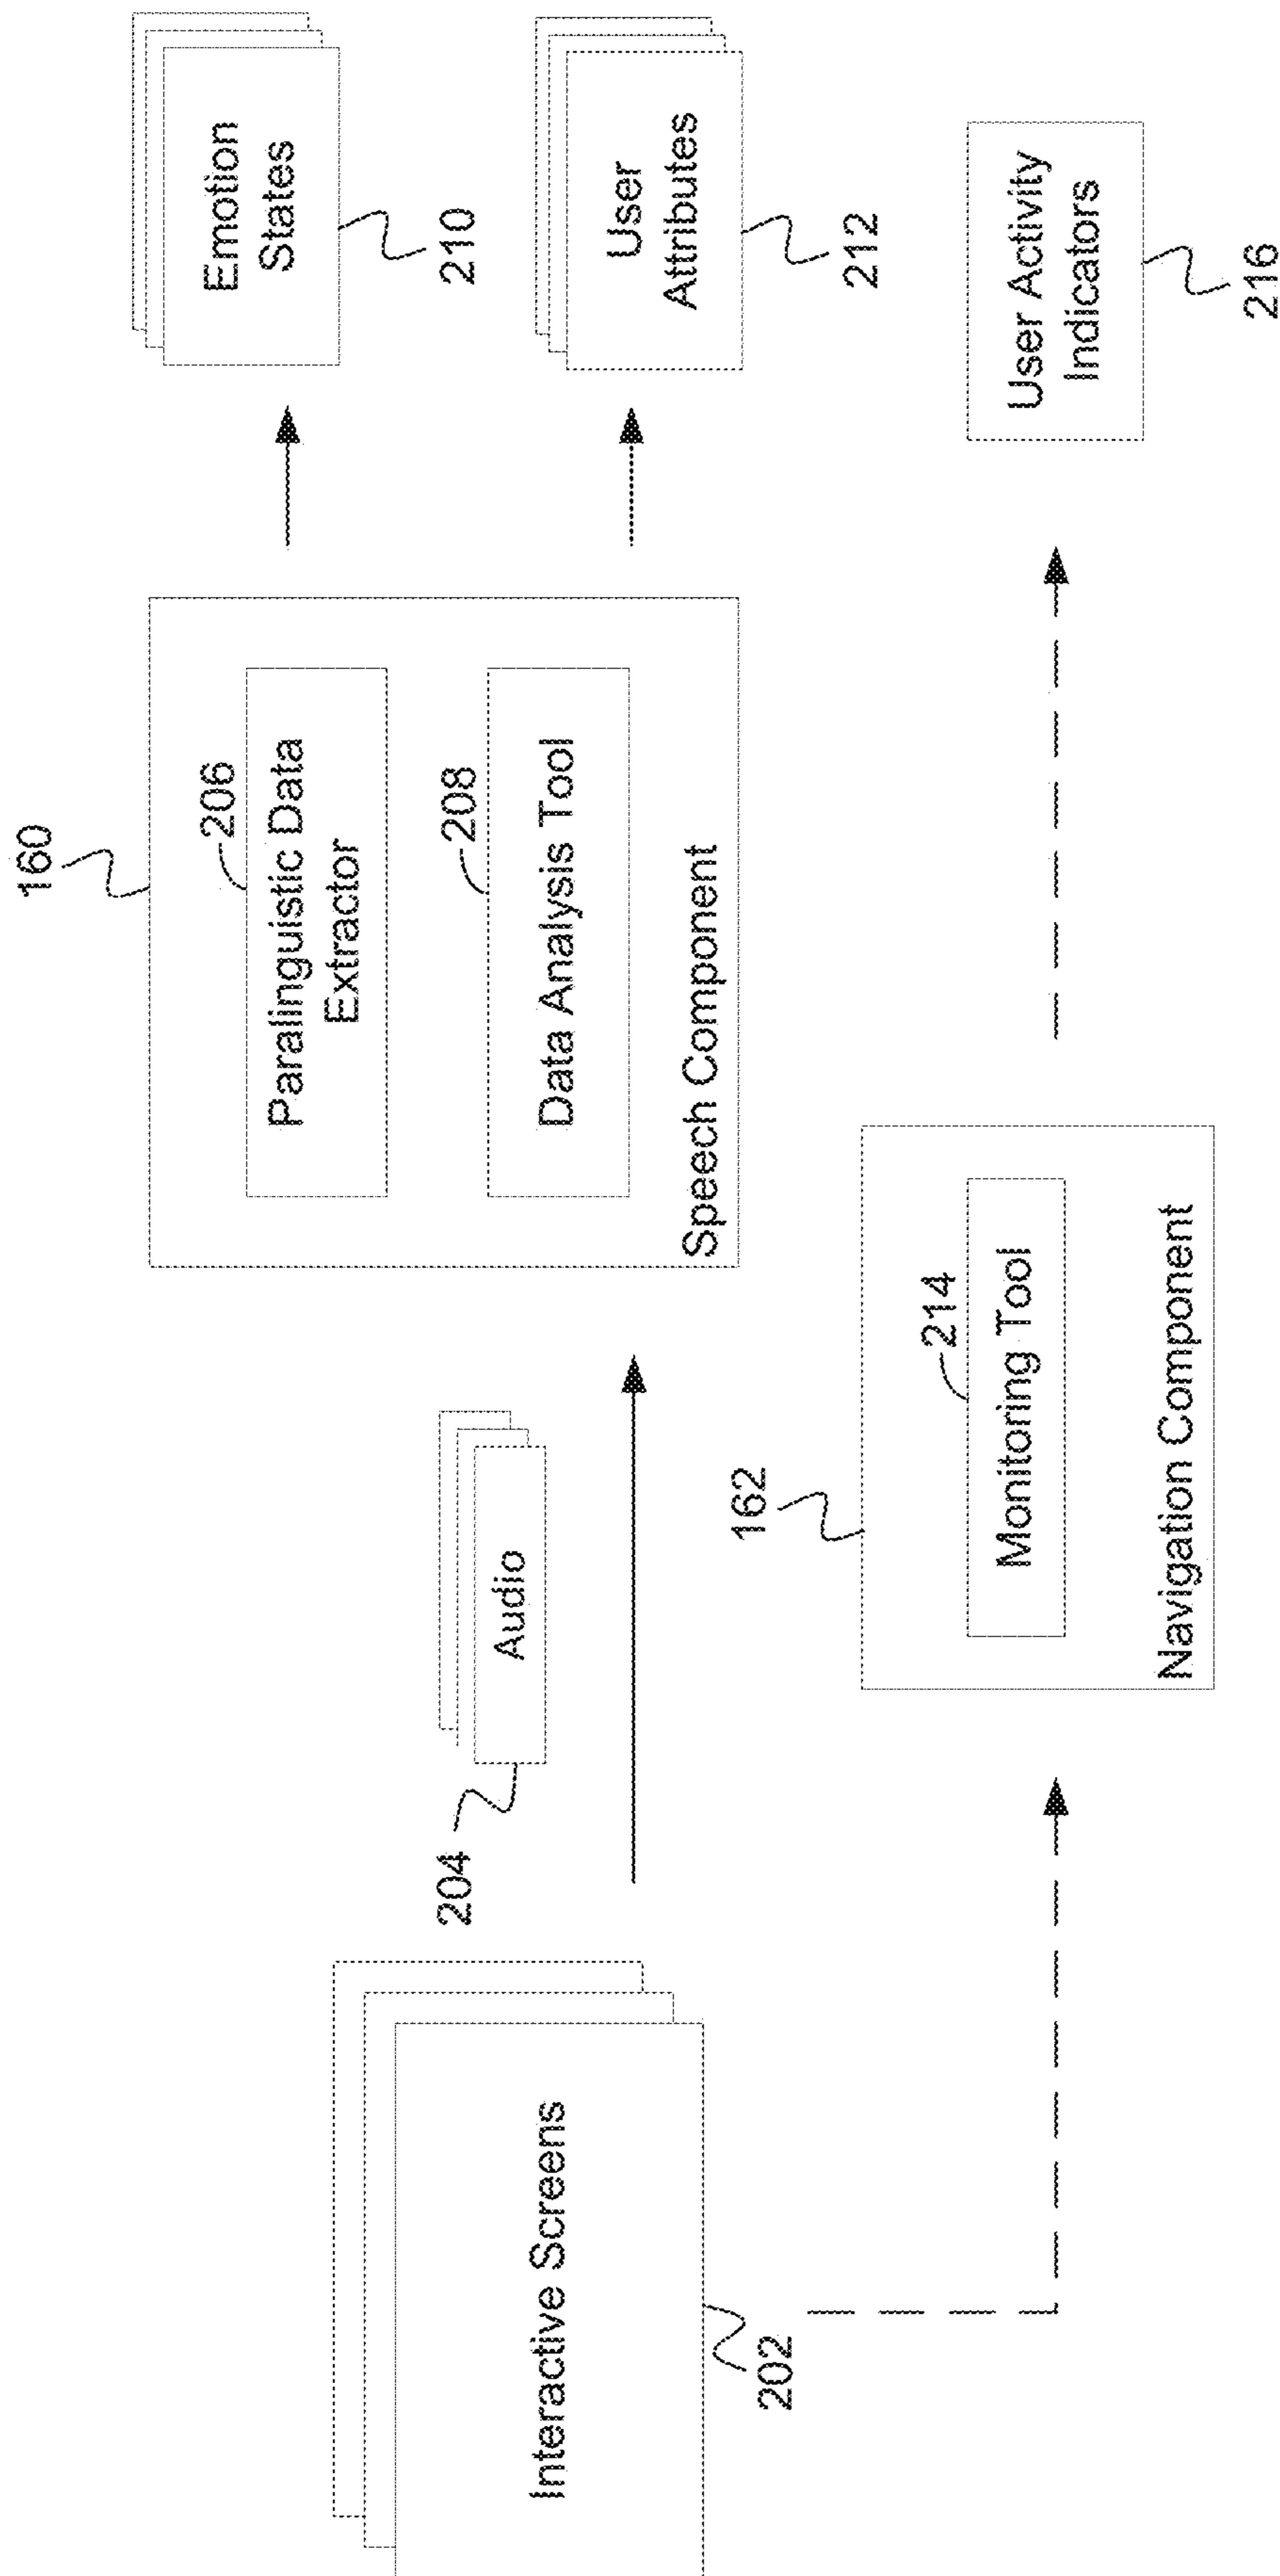 Interactive Screens
202
204
Audio
160
206
Paralinguistic Data
Extractor
208
Data Analysis Tool
Speech Component
162
214
Monitoring Tool
Navigation Component
Emotion
States
210
User
Attributes
212
User Activity
Indicators
216